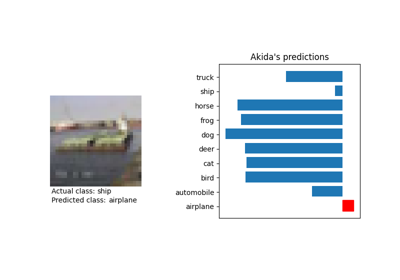 Akida's predictions
truck
ship
horse
frog
dog
deer
cat
bird
automobile
airplane
Actual class: ship
Predicted class: airplane